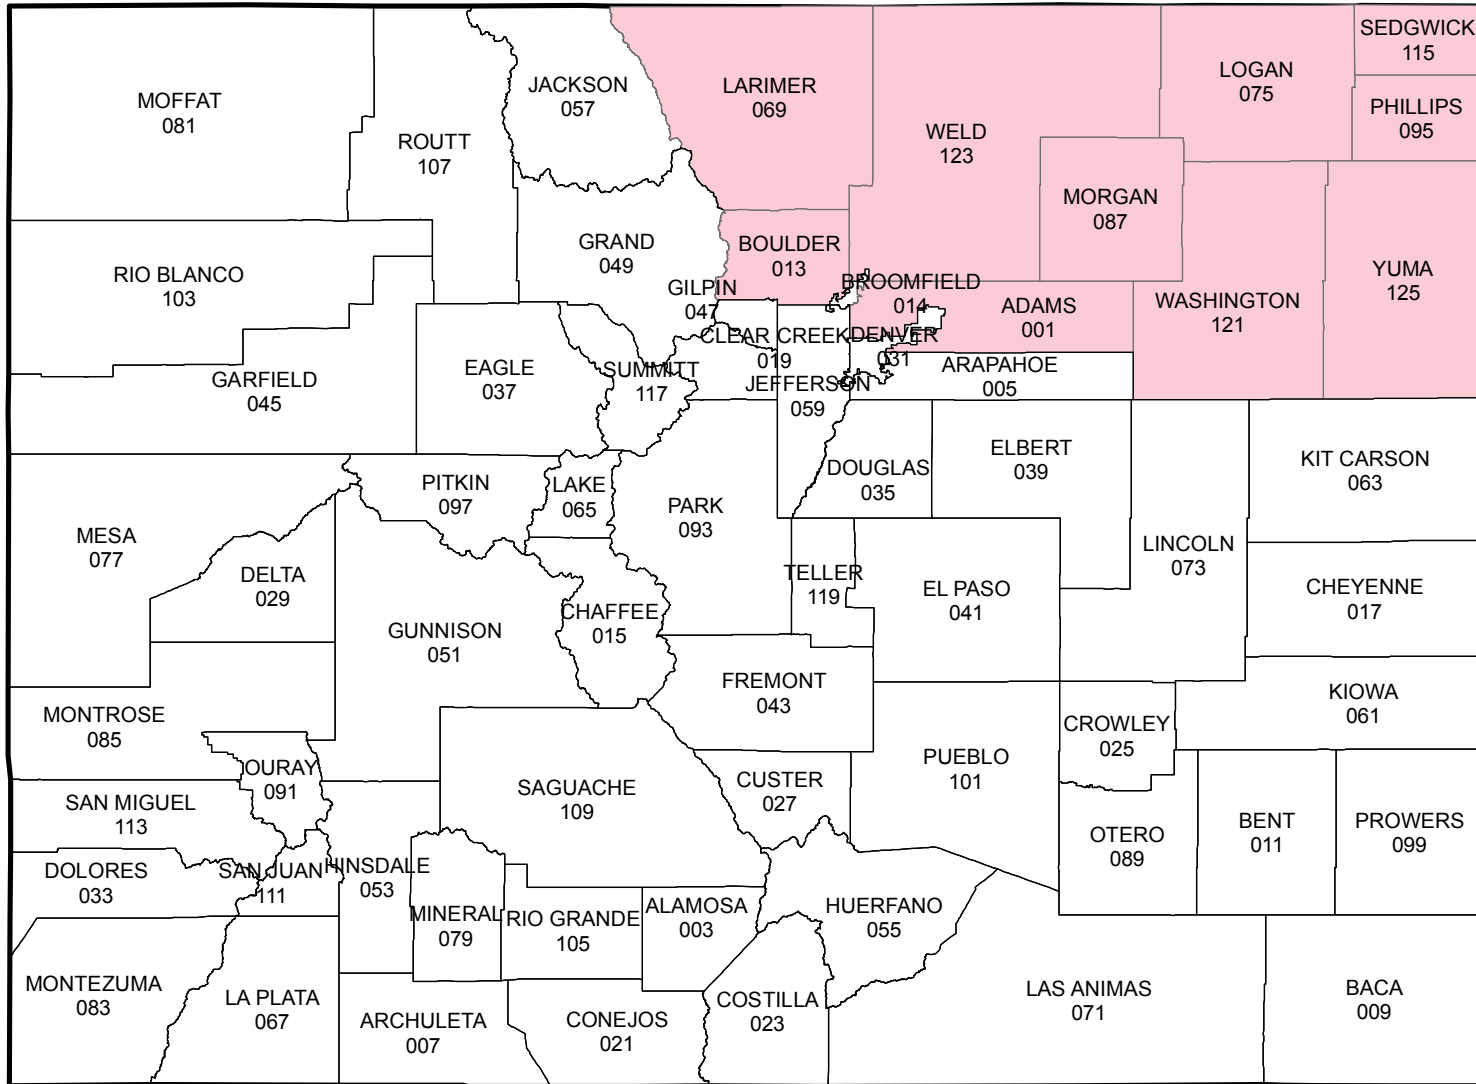 SEDGWICK
115
LOGAN
075
LARIMER
069
JACKSON
057
MOFFAT
081
PHILLIPS
095
WELD
123
ROUTT
107
MORGAN
087
GRAND
049
BOULDER
013
RIO BLANCO
103
YUMA
125
GILPIN
047
BROOMFIELD
014
ADAMS
001
WASHINGTON
121
CLEAR CREEK
019
DENVER
031
ARAPAHOE
005
EAGLE
037
SUMMITT
117
GARFIELD
045
JEFFERSON
059
ELBERT
039
KIT CARSON
063
DOUGLAS
035
PITKIN
097
LAKE
065
PARK
093
MESA
077
LINCOLN
073
DELTA
029
TELLER
119
EL PASO
041
CHEYENNE
017
CHAFFEE
015
GUNNISON
051
FREMONT
043
KIOWA
061
MONTROSE
085
CROWLEY
025
PUEBLO
101
OURAY
091
CUSTER
027
SAGUACHE
109
SAN MIGUEL
113
OTERO
089
BENT
011
PROWERS
099
DOLORES
033
SAN JUAN
111
HINSDALE
053
MINERAL
079
RIO GRANDE
105
ALAMOSA
003
HUERFANO
055
MONTEZUMA
083
LA PLATA
067
ARCHULETA
007
CONEJOS
021
COSTILLA
023
LAS ANIMAS
071
BACA
009